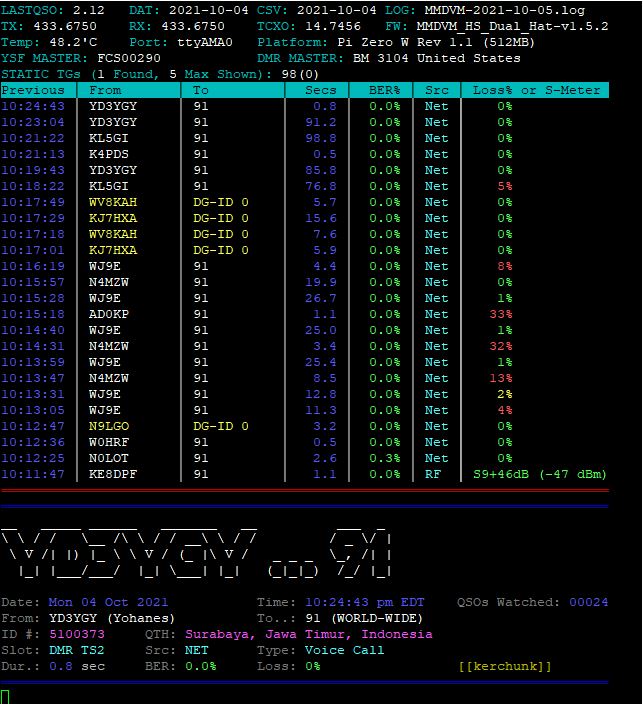 LASTQSO: 2.12 DAT: 2021-10-04 CSV: 2021-10-04 LOG: MMDVM-2021-10-05.log
TX: 433.6750 RX: 433.6750 TCXO: 14.7456 FW: MMDVM_HS_Dual_Hat-v1.5.2
Temp: 48.2'C Port: ttyAMA0 Platform: Pi Zero W Rev 1.1 (512MB)
YSF MASTER: FCS00290 DMR MASTER: BM 3104 United States
STATIC TGs (1 Found, 5 Max Shown): 98(0)
Previous | From | To | Secs | BER% | Src | Loss% or S-Meter
10:24:43 | YD3YGY | 91 | 0.8 | 0.0% | Net | 0%
10:23:04 | YD3YGY | 91 | 91.2 | 0.0% | Net | 0%
10:21:22 | KL5GI | 91 | 98.8 | 0.0% | Net | 0%
10:21:13 | K4PDS | 91 | 0.5 | 0.0% | Net | 0%
10:19:43 | YD3YGY | 91 | 85.8 | 0.0% | Net | 0%
10:18:22 | KL5GI | 91 | 76.8 | 0.0% | Net | 5%
10:17:49 | WV8KAH | DG-ID 0 | 5.7 | 0.0% | Net | 0%
10:17:29 | KJ7HXA | DG-ID 0 | 15.6 | 0.0% | Net | 0%
10:17:18 | WV8KAH | DG-ID 0 | 7.6 | 0.0% | Net | 0%
10:17:01 | KJ7HXA | DG-ID 0 | 5.9 | 0.0% | Net | 0%
10:16:19 | WJ9E | 91 | 4.4 | 0.0% | Net | 8%
10:15:57 | N4MZW | 91 | 19.9 | 0.0% | Net | 0%
10:15:28 | WJ9E | 91 | 26.7 | 0.0% | Net | 1%
10:15:18 | AD0KP | 91 | 1.1 | 0.0% | Net | 33%
10:14:40 | WJ9E | 91 | 25.0 | 0.0% | Net | 1%
10:14:31 | N4MZW | 91 | 3.4 | 0.0% | Net | 32%
10:13:59 | WJ9E | 91 | 25.4 | 0.0% | Net | 1%
10:13:47 | N4MZW | 91 | 8.5 | 0.0% | Net | 13%
10:13:31 | WJ9E | 91 | 12.8 | 0.0% | Net | 2%
10:13:05 | WJ9E | 91 | 11.3 | 0.0% | Net | 4%
10:12:47 | N9LGO | DG-ID 0 | 3.2 | 0.0% | Net | 0%
10:12:36 | W0HRF | 91 | 0.5 | 0.0% | Net | 0%
10:12:25 | N0LOT | 91 | 2.6 | 0.3% | Net | 0%
10:11:47 | KE8DPF | 91 | 1.1 | 0.0% | RF | S9+46dB (-47 dBm)
YD3YGY ... 91
Date: Mon 04 Oct 2021 Time: 10:24:43 pm EDT QSOs Watched: 00024
From: YD3YGY (Yohanes) To..: 91 (WORLD-WIDE)
ID #: 5100373 QTH: Surabaya, Jawa Timur, Indonesia
Slot: DMR TS2 Src: NET Type: Voice Call
Dur.: 0.8 sec BER: 0.0% Loss: 0% [[kerchunk]]